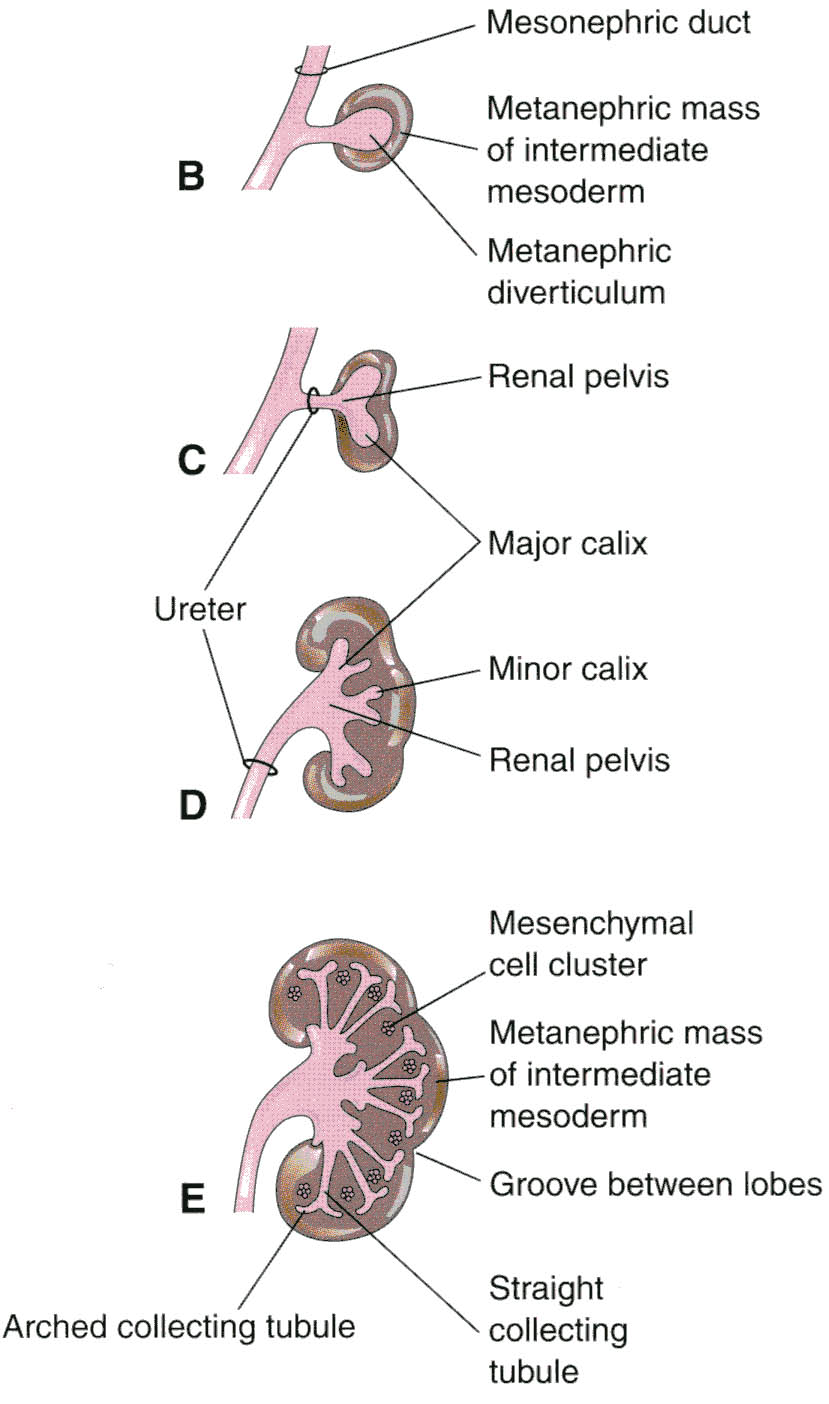 Mesonephric duct
Metanephric mass
of intermediate
mesoderm
B
Metanephric
diverticulum
Renal pelvis
C
Major calix
Ureter
Minor calix
Renal pelvis
D
Mesenchymal
cell cluster
Metanephric mass
of intermediate
mesoderm
Groove between lobes
E
Straight
collecting
tubule
Arched collecting tubule